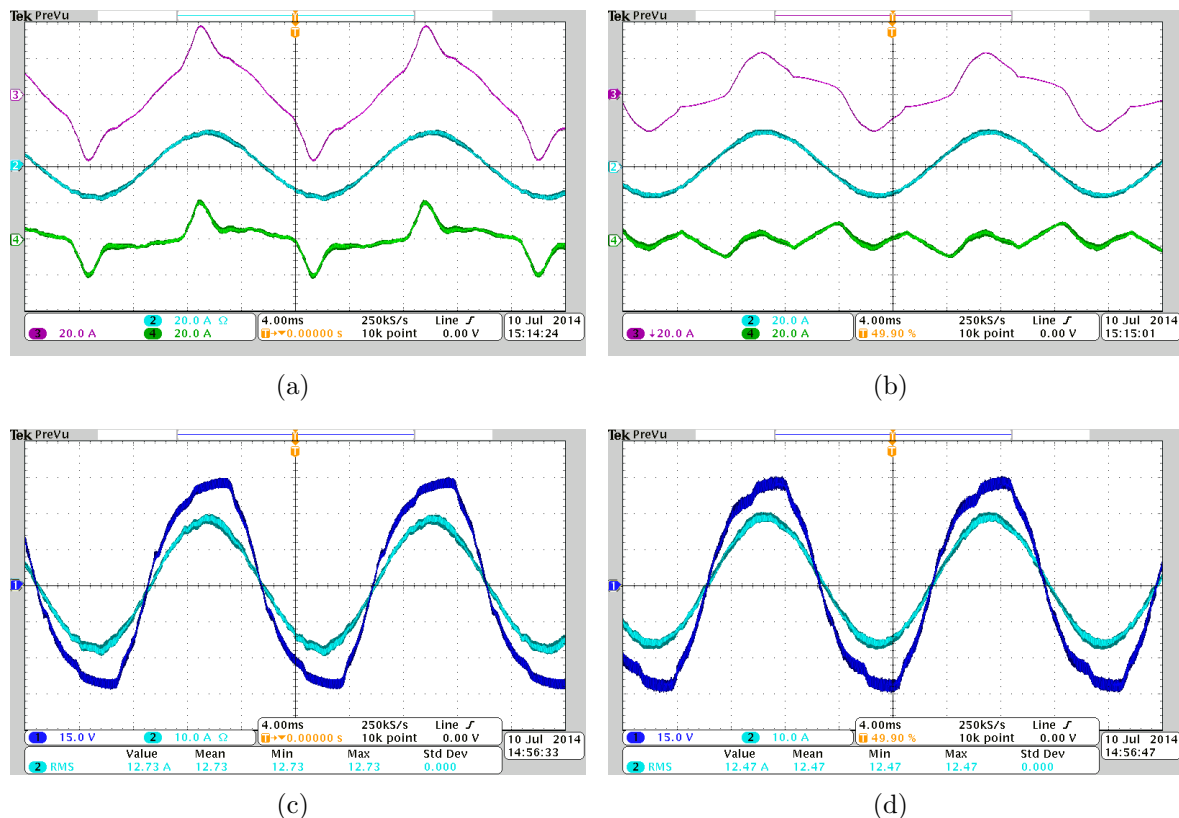 Tek PreVu
T
T
3
2
4
2 20.0 A Ω
3 20.0 A 4 20.0 A
4.00ms 250kS/s Line
T→▼0.00000 s 10k point 0.00 V
10 Jul 2014
15:14:24
(a)
Tek PreVu
T
T
3
2
4
2 20.0 A
3 ↓20.0 A 4 20.0 A
4.00ms 250kS/s Line
T 49.90 % 10k point 0.00 V
10 Jul 2014
15:15:01
(b)
Tek PreVu
T
T
1
1 15.0 V 2 10.0 A Ω
4.00ms 250kS/s Line
T→▼0.00000 s 10k point 0.00 V
Value Mean Min Max Std Dev
2 RMS 12.73 A 12.73 12.73 12.73 0.000
10 Jul 2014
14:56:33
(c)
Tek PreVu
T
T
1
1 15.0 V 2 10.0 A
4.00ms 250kS/s Line
T 49.90 % 10k point 0.00 V
Value Mean Min Max Std Dev
2 RMS 12.47 A 12.47 12.47 12.47 0.000
10 Jul 2014
14:56:47
(d)